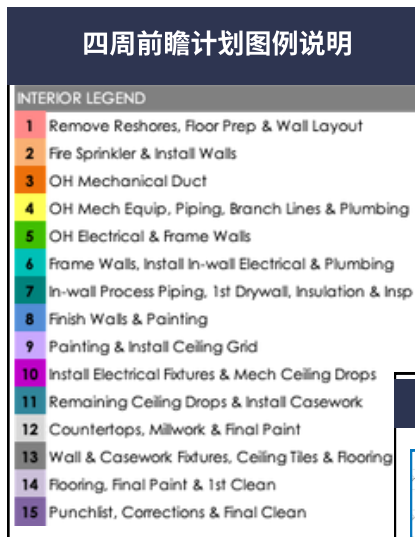 四周前瞻计划图例说明
INTERIOR LEGEND
1 Remove Reshores, Floor Prep & Wall Layout
2 Fire Sprinkler & Install Walls
3 OH Mechanical Duct
4 OH Mech Equip, Piping, Branch Lines & Plumbing
5 OH Electrical & Frame Walls
6 Frame Walls, Install In-wall Electrical & Plumbing
7 In-wall Process Piping, 1st Drywall, Insulation & Insp
8 Finish Walls & Painting
9 Painting & Install Ceiling Grid
10 Install Electrical Fixtures & Mech Ceiling Drops
11 Remaining Ceiling Drops & Install Casework
12 Countertops, Millwork & Final Paint
13 Wall & Casework Fixtures, Ceiling Tiles & Flooring
14 Flooring, Final Paint & 1st Clean
15 Punchlist, Corrections & Final Clean